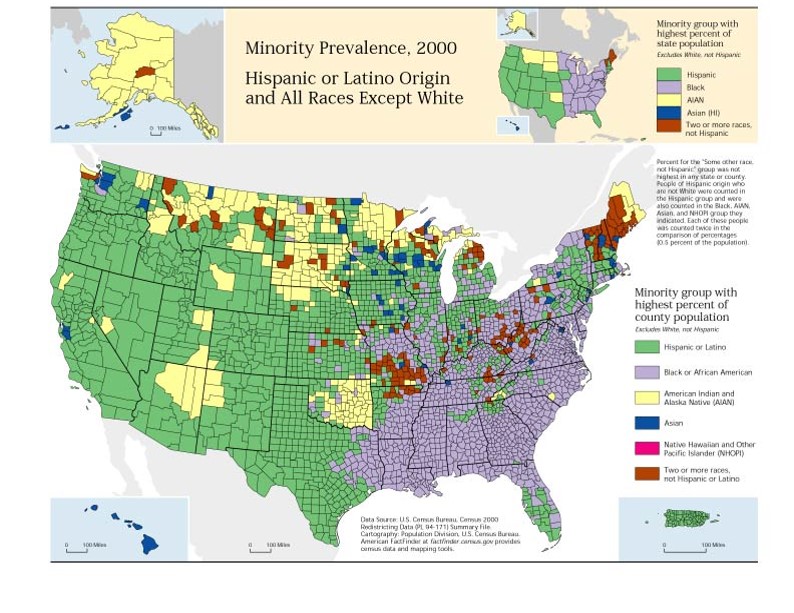 Minority Prevalence, 2000
Hispanic or Latino Origin
and All Races Except White
0 100 Miles
Minority group with
highest percent of
state population
Excludes White, not Hispanic
Hispanic
Black
AIAN
Asian (HI)
Two or more races,
not Hispanic
Percent for the "Some other race,
not Hispanic" group was not
highest in any state or county.
People of Hispanic origin who
are not White were counted in
the Hispanic group and were
also counted in the Black, AIAN,
Asian, and NHOPI group they
indicated. Each of these people
was counted twice in the
comparison of percentages
(0.5 percent of the population).
Minority group with
highest percent of
county population
Excludes White, not Hispanic
Hispanic or Latino
Black or African American
American Indian and
Alaska Native (AIAN)
Asian
Native Hawaiian and Other
Pacific Islander (NHOPI)
Two or more races,
not Hispanic or Latino
0 100 Miles
0 100 Miles
Data Source: U.S. Census Bureau, Census 2000
Redistricting Data (PL 94-171) Summary File.
Cartography: Population Division, U.S. Census Bureau.
American FactFinder at factfinder.census.gov provides
census data and mapping tools.
0 100 Miles